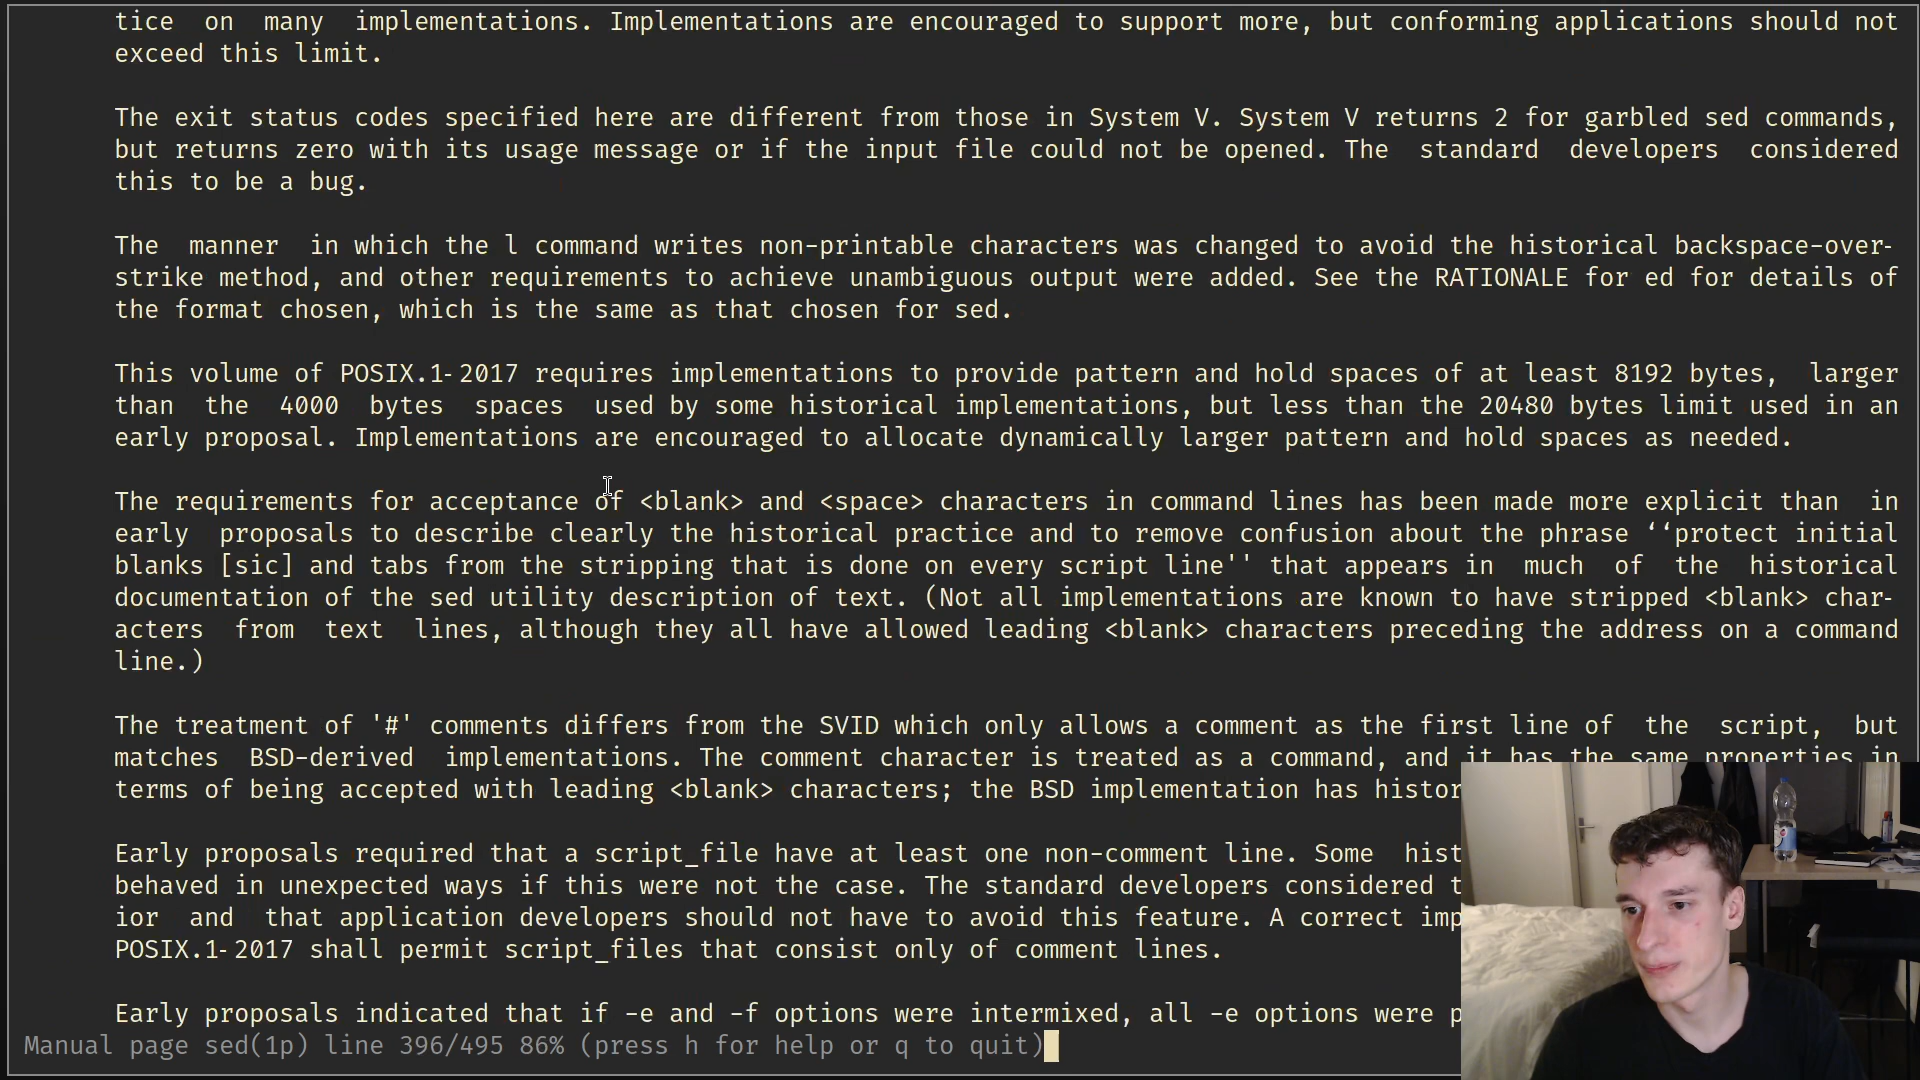 tice on many implementations. Implementations are encouraged to support more, but conforming applications should not
exceed this limit.
The exit status codes specified here are different from those in System V. System V returns 2 for garbled sed commands,
but returns zero with its usage message or if the input file could not be opened. The standard developers considered
this to be a bug.
The manner in which the l command writes non-printable characters was changed to avoid the historical backspace-over-
strike method, and other requirements to achieve unambiguous output were added. See the RATIONALE for ed for details of
the format chosen, which is the same as that chosen for sed.
This volume of POSIX.1-2017 requires implementations to provide pattern and hold spaces of at least 8192 bytes, larger
than the 4000 bytes spaces used by some historical implementations, but less than the 20480 bytes limit used in an
early proposal. Implementations are encouraged to allocate dynamically larger pattern and hold spaces as needed.
The requirements for acceptance of <blank> and <space> characters in command lines has been made more explicit than in
early proposals to describe clearly the historical practice and to remove confusion about the phrase ‘‘protect initial
blanks [sic] and tabs from the stripping that is done on every script line'' that appears in much of the historical
documentation of the sed utility description of text. (Not all implementations are known to have stripped <blank> char-
acters from text lines, although they all have allowed leading <blank> characters preceding the address on a command
line.)
The treatment of '#' comments differs from the SVID which only allows a comment as the first line of the script, but
matches BSD-derived implementations. The comment character is treated as a command, and it has the same properties in
terms of being accepted with leading <blank> characters; the BSD implementation has histor
Early proposals required that a script_file have at least one non-comment line. Some hist
behaved in unexpected ways if this were not the case. The standard developers considered t
ior and that application developers should not have to avoid this feature. A correct imp
POSIX.1-2017 shall permit script_files that consist only of comment lines.
Early proposals indicated that if -e and -f options were intermixed, all -e options were p
Manual page sed(1p) line 396/495 86% (press h for help or q to quit)